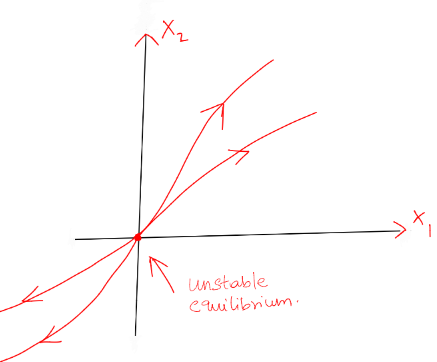 X₂
X₁
unstable
equilibrium.